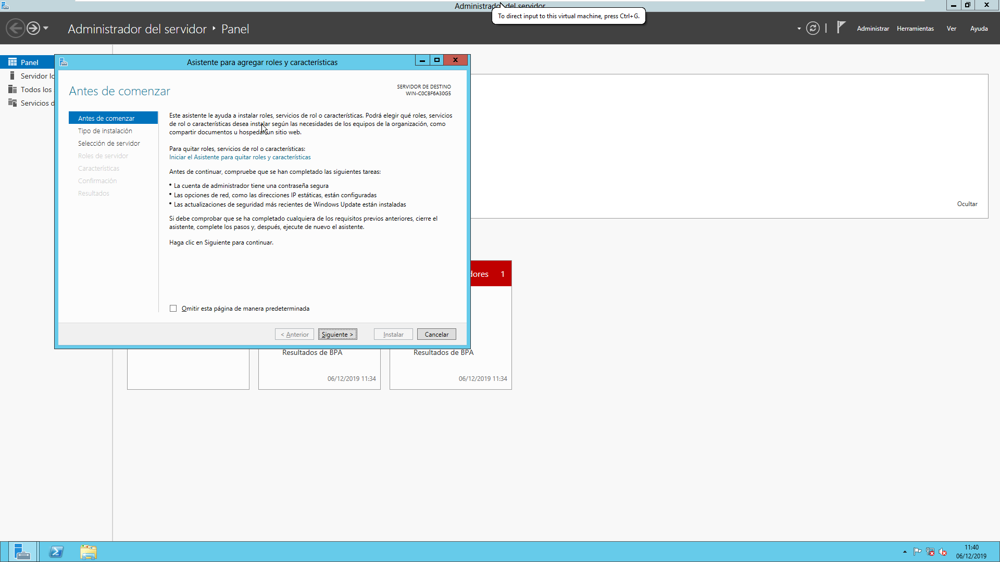 Administrador del servidor
To direct input to this virtual machine, press Ctrl+G.
Administrador del servidor
Panel
Administrar
Herramientas
Ver
Ayuda
Panel
Servidor lo
Todos los
Servicios d
Asistente para agregar roles y características
Antes de comenzar
SERVIDOR DE DESTINO
WIN-C0CBF6A30G5
Antes de comenzar
Tipo de instalación
Selección de servidor
Roles de servidor
Características
Confirmación
Resultados
Este asistente le ayuda a instalar roles, servicios de rol o características. Podrá elegir qué roles, servicios
de rol o características desea instalar según las necesidades de los equipos de la organización, como
compartir documentos u hospedar un sitio web.
Para quitar roles, servicios de rol o características:
Iniciar el Asistente para quitar roles y características
Antes de continuar, compruebe que se han completado las siguientes tareas:
• La cuenta de administrador tiene una contraseña segura
• Las opciones de red, como las direcciones IP estáticas, están configuradas
• Las actualizaciones de seguridad más recientes de Windows Update están instaladas
Si debe comprobar que se ha completado cualquiera de los requisitos previos anteriores, cierre el
asistente, complete los pasos y, después, ejecute de nuevo el asistente.
Haga clic en Siguiente para continuar.
Omitir esta página de manera predeterminada
< Anterior
Siguiente >
Instalar
Cancelar
Ocultar
dores 1
Resultados de BPA
06/12/2019 11:34
Resultados de BPA
06/12/2019 11:34
11:40
06/12/2019